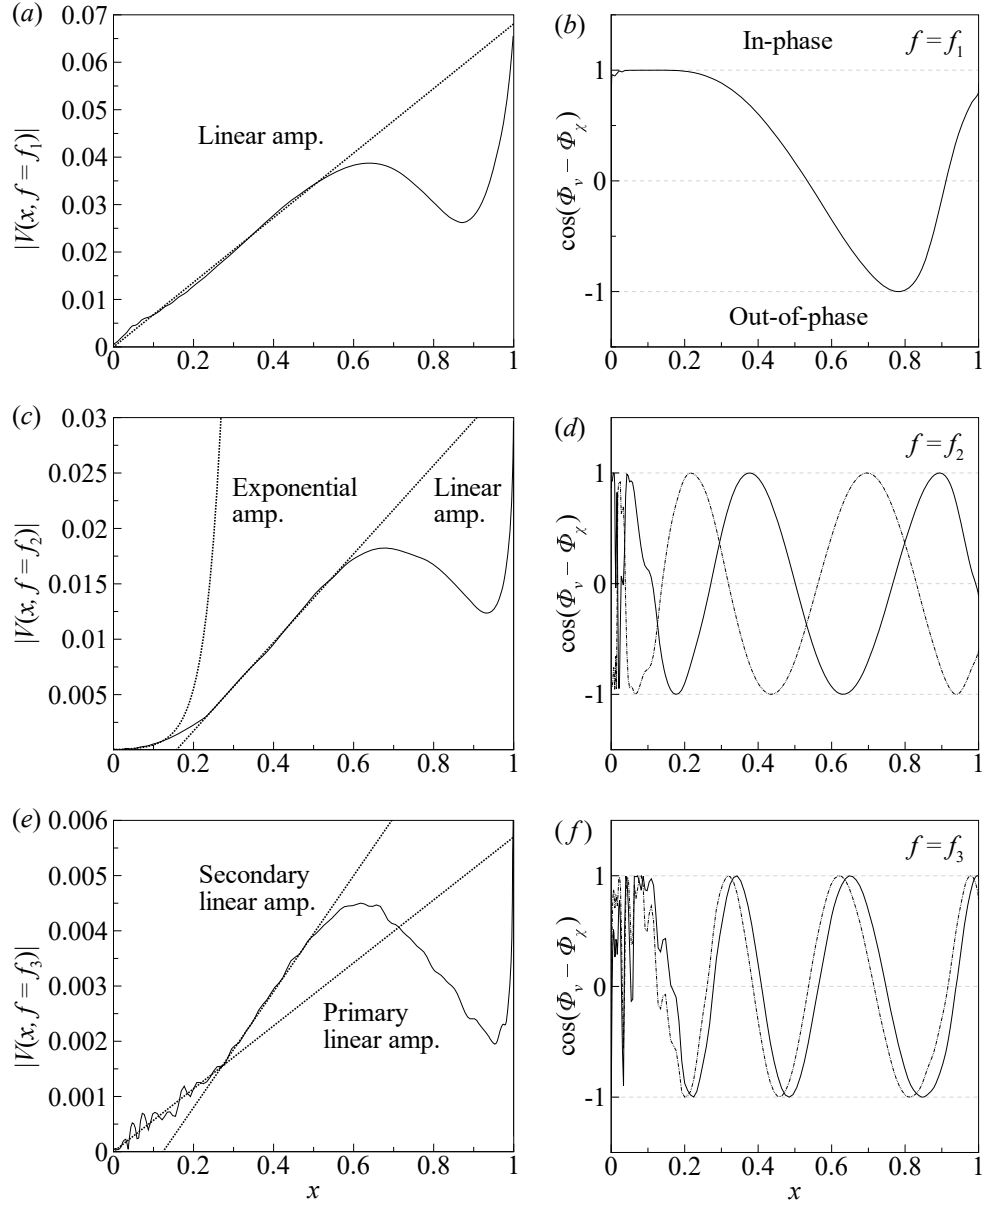 (a)
0.07
0.06
0.05
0.04
0.03
0.02
0.01
0
|V(x, f = f₁)|
Linear amp.
0 0.2 0.4 0.6 0.8 1
(b)
In-phase
f = f₁
1
0
-1
cos(Φᵥ − Φᵪ)
Out-of-phase
0 0.2 0.4 0.6 0.8 1
(c)
0.03
0.025
0.02
0.015
0.01
0.005
|V(x, f = f₂)|
Exponential
amp.
Linear
amp.
0 0.2 0.4 0.6 0.8 1
(d)
f = f₂
1
0
-1
cos(Φᵥ − Φᵪ)
0 0.2 0.4 0.6 0.8 1
(e)
0.006
0.005
0.004
0.003
0.002
0.001
0
|V(x, f = f₃)|
Secondary
linear amp.
Primary
linear amp.
0 0.2 0.4 0.6 0.8 1
x
(f)
f = f₃
1
0
-1
cos(Φᵥ − Φᵪ)
0 0.2 0.4 0.6 0.8 1
x